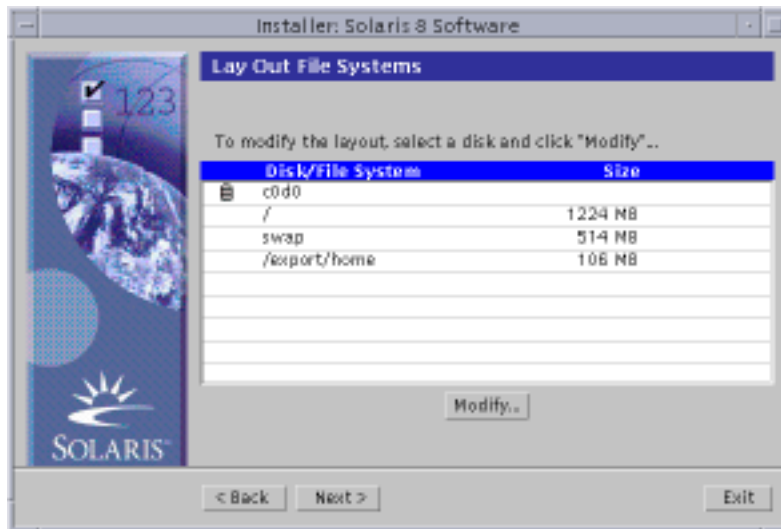 Installer: Solaris 8 Software
Lay Out File Systems
123
To modify the layout, select a disk and click "Modify"...
Disk/File System Size
c0d0
/ 1224 MB
swap 514 MB
/export/home 106 MB
Modify...
SOLARIS™
< Back Next > Exit